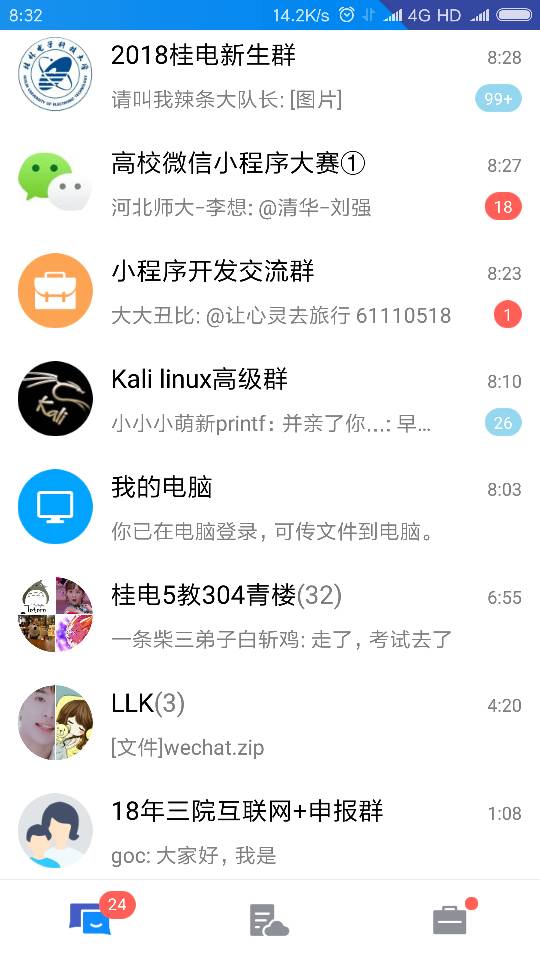 8:32 14.2K/s 4G HD
2018桂电新生群 8:28
请叫我辣条大队长: [图片] 99+
高校微信小程序大赛① 8:27
河北师大-李想: @清华-刘强 18
小程序开发交流群 8:23
大大丑比: @让心灵去旅行 61110518 1
Kali linux高级群 8:10
小小小萌新printf: 并亲了你...: 早... 26
Kali
我的电脑 8:03
你已在电脑登录，可传文件到电脑。
桂电5教304青楼(32) 6:55
一条柴三弟子白斩鸡: 走了，考试去了
LLK(3) 4:20
[文件]wechat.zip
18年三院互联网+申报群 1:08
goc: 大家好，我是
24